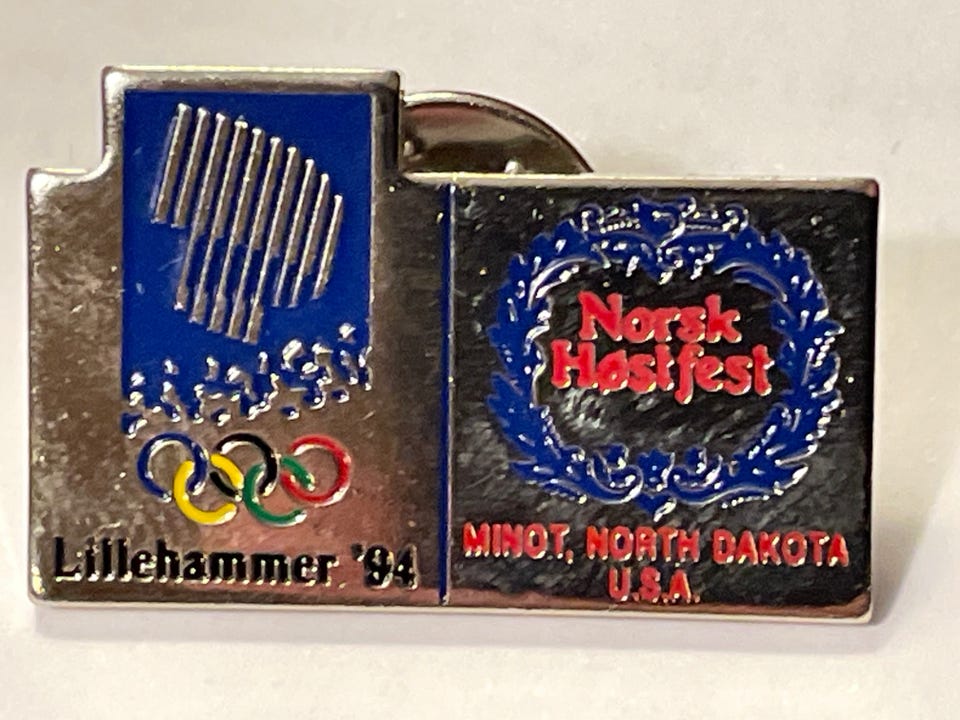 Lillehammer '94
Norsk
Høstfest
MINOT, NORTH DAKOTA
U.S.A.